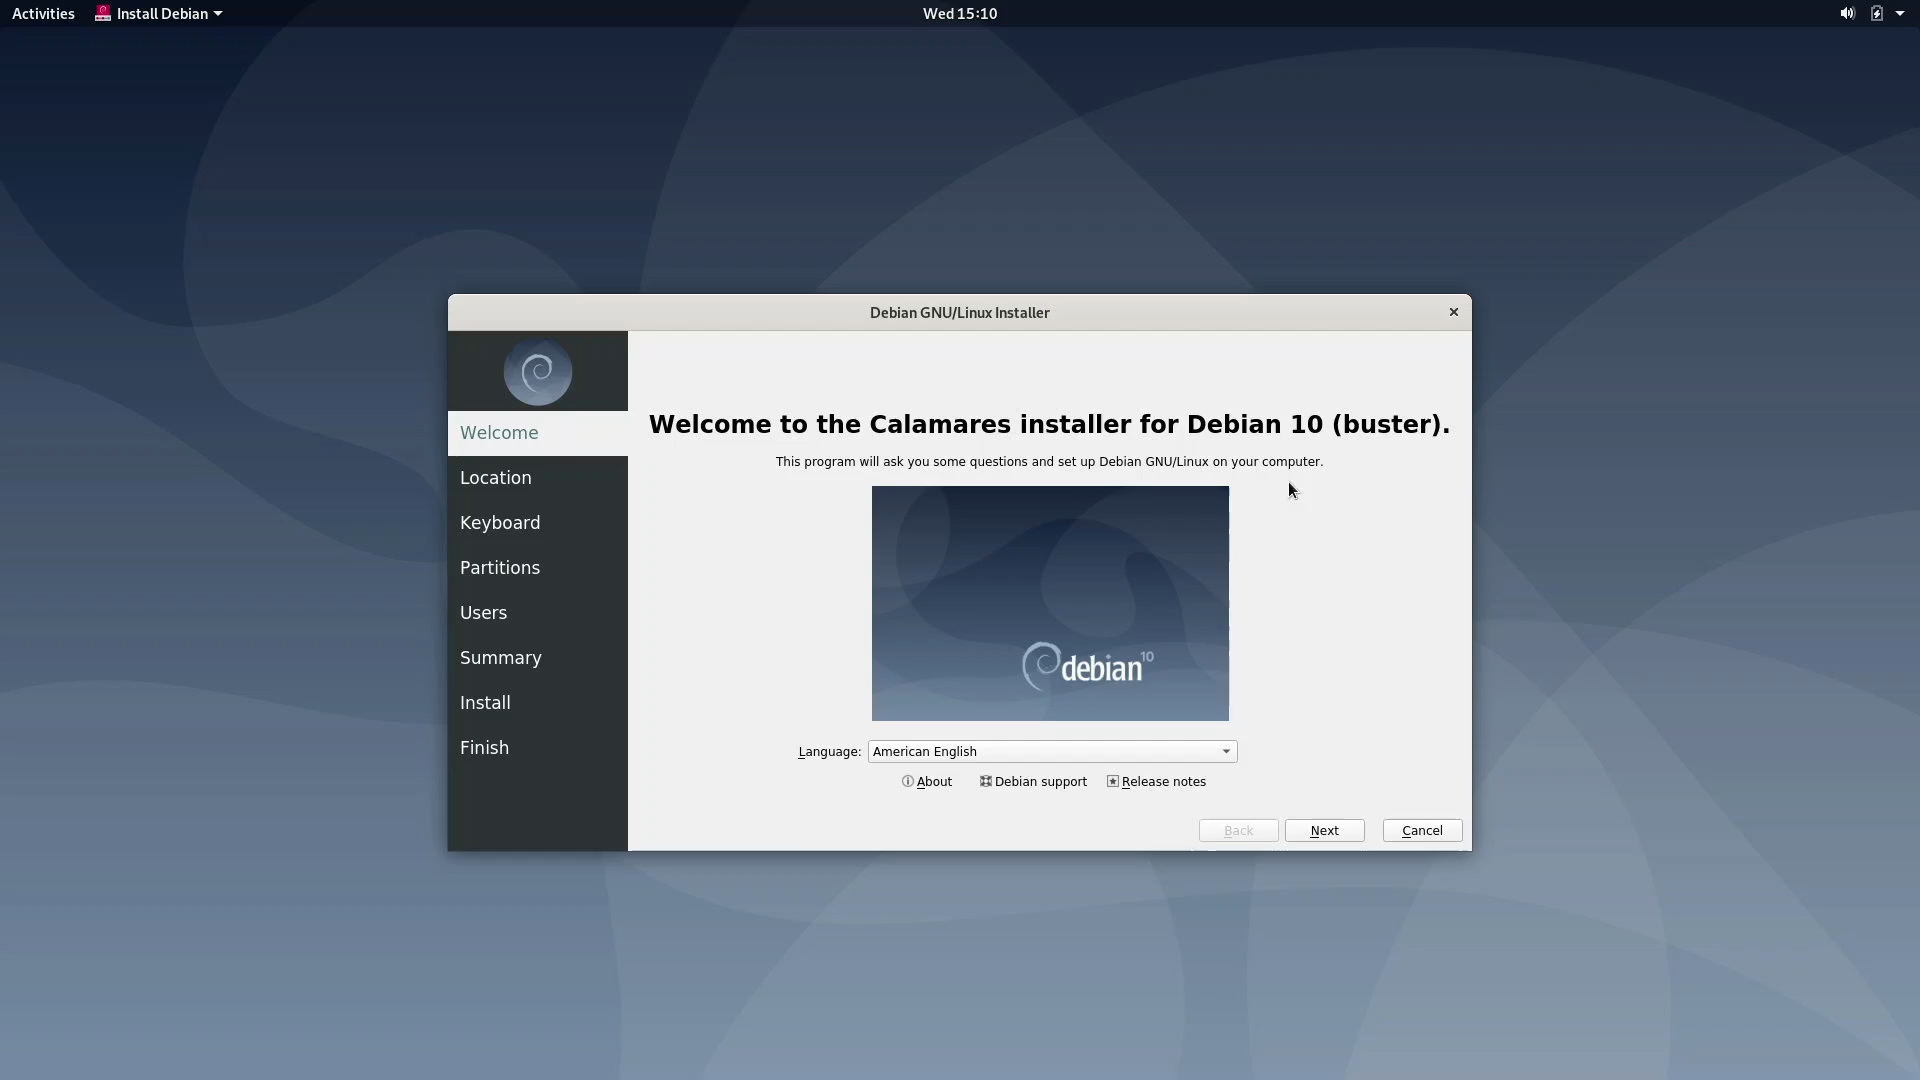 Activities Install Debian Wed 15:10
Debian GNU/Linux Installer
Welcome to the Calamares installer for Debian 10 (buster).
This program will ask you some questions and set up Debian GNU/Linux on your computer.
debian 10
Welcome
Location
Keyboard
Partitions
Users
Summary
Install
Finish
Language: American English
About Debian support Release notes
Back Next Cancel